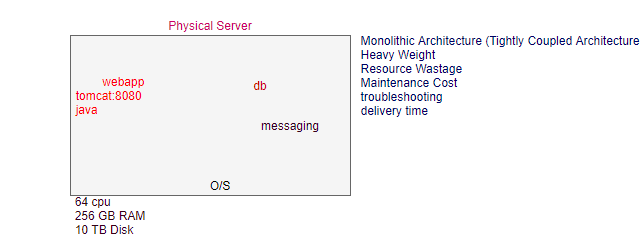 Physical Server
Monolithic Architecture (Tightly Coupled Architecture
Heavy Weight
Resource Wastage
Maintenance Cost
troubleshooting
delivery time
webapp
tomcat:8080
java
db
messaging
O/S
64 cpu
256 GB RAM
10 TB Disk